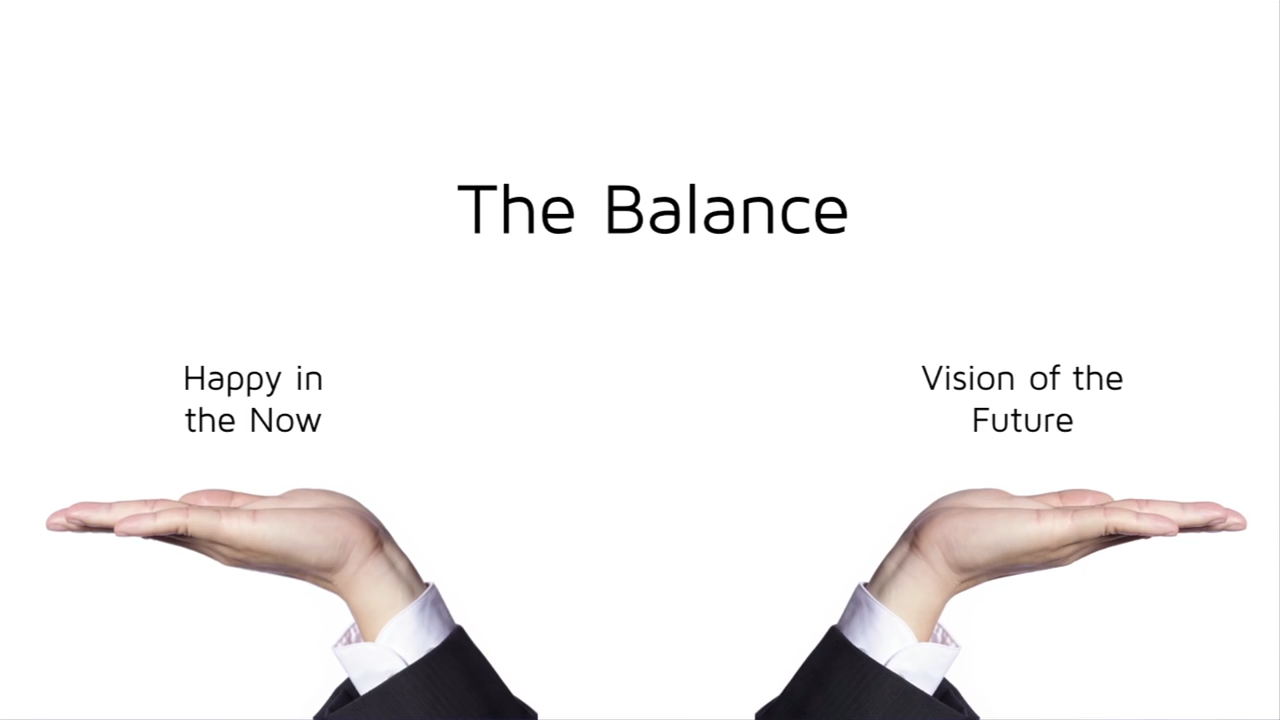 The Balance
Happy in
the Now
Vision of the
Future